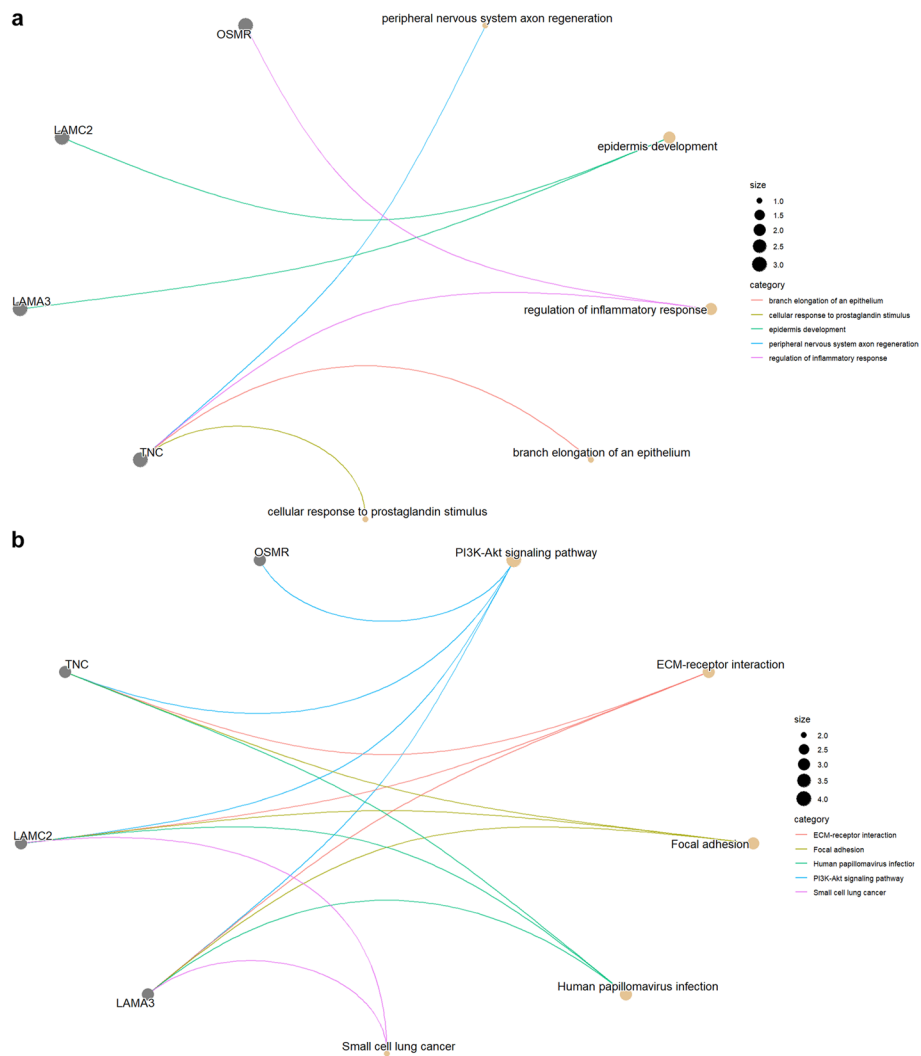 a
peripheral nervous system axon regeneration
OSMR
LAMC2
epidermis development
size
1.0
1.5
2.0
2.5
3.0
LAMA3
regulation of inflammatory response
category
branch elongation of an epithelium
cellular response to prostaglandin stimulus
epidermis development
peripheral nervous system axon regeneration
regulation of inflammatory response
TNC
branch elongation of an epithelium
cellular response to prostaglandin stimulus
b
OSMR
PI3K-Akt signaling pathway
TNC
ECM-receptor interaction
size
2.0
2.5
3.0
3.5
4.0
LAMC2
Focal adhesion
category
ECM-receptor interaction
Focal adhesion
Human papillomavirus infection
PI3K-Akt signaling pathway
Small cell lung cancer
LAMA3
Human papillomavirus infection
Small cell lung cancer